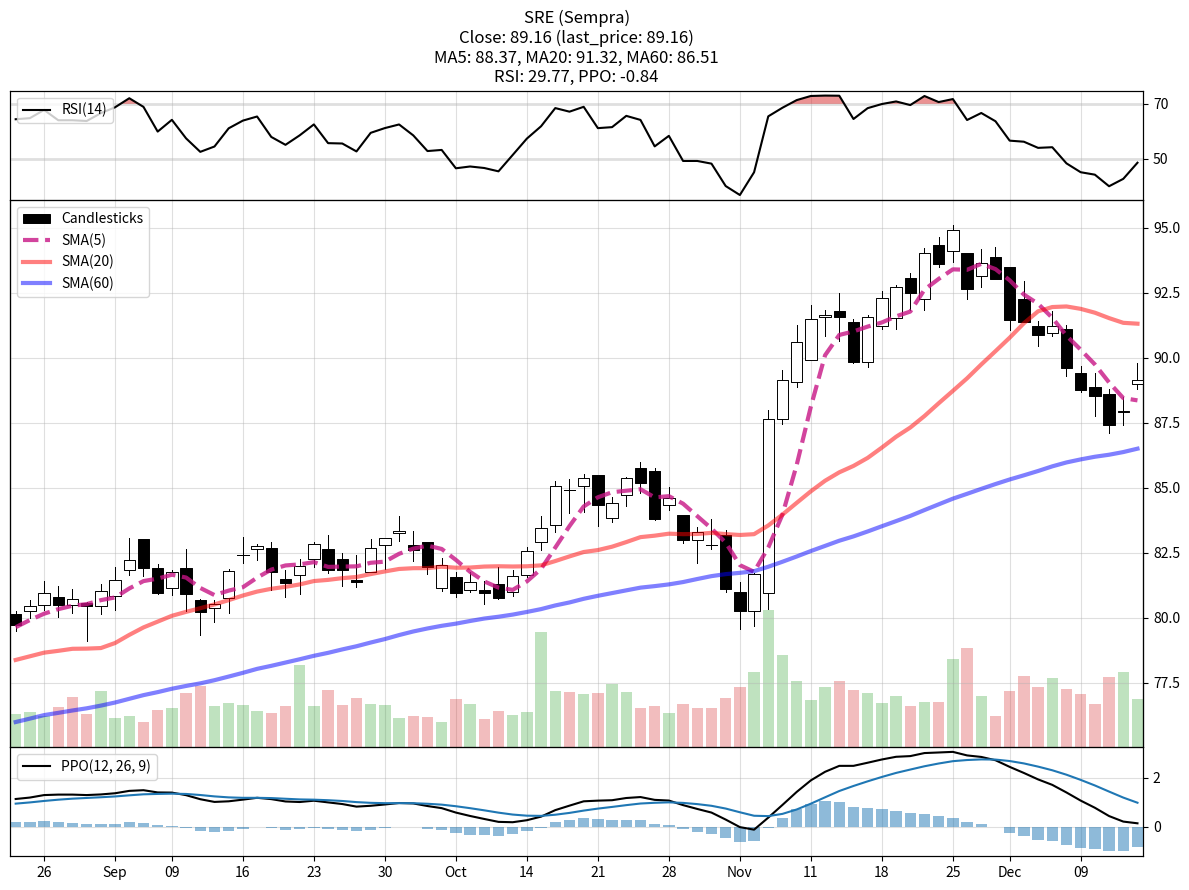 SRE (Sempra)
Close: 89.16 (last_price: 89.16)
MA5: 88.37, MA20: 91.32, MA60: 86.51
RSI: 29.77, PPO: -0.84
RSI(14)
70
50
Candlesticks
SMA(5)
SMA(20)
SMA(60)
95.0
92.5
90.0
87.5
85.0
82.5
80.0
77.5
PPO(12, 26, 9)
2
0
26 Sep 09 16 23 30 Oct 14 21 28 Nov 11 18 25 Dec 09